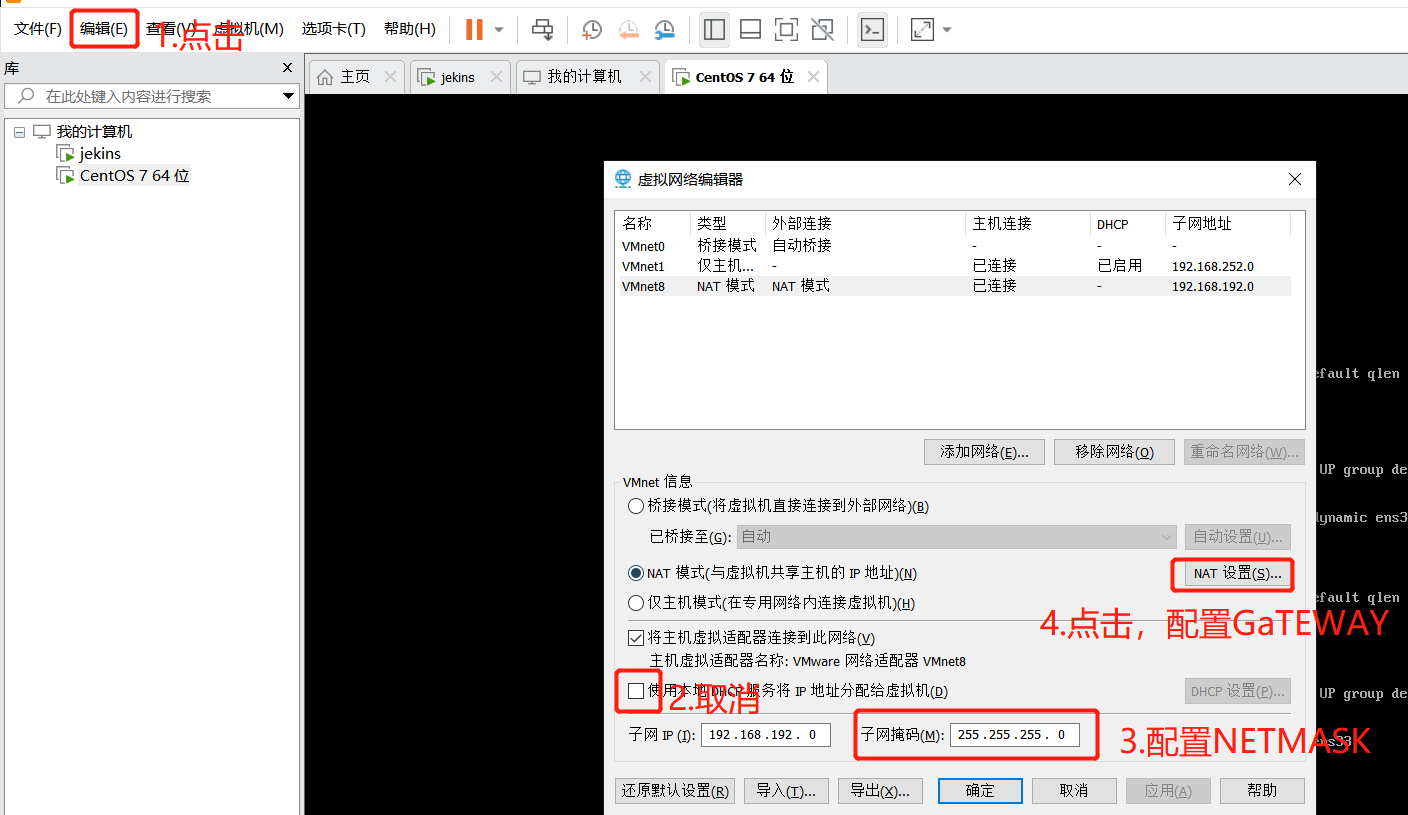 文件(F) 编辑(E) 查看(V) 虚拟机(M) 选项卡(T) 帮助(H)
1.点击
库
主页 jekins 我的计算机 CentOS 7 64 位
在此处键入内容进行搜索
我的计算机
jekins
CentOS 7 64 位
虚拟网络编辑器
名称 类型 外部连接 主机连接 DHCP 子网地址
VMnet0 桥接模式 自动桥接 - - -
VMnet1 仅主机... - 已连接 已启用 192.168.252.0
VMnet8 NAT 模式 NAT 模式 已连接 - 192.168.192.0
efault qlen
添加网络(E)... 移除网络(O) 重命名网络(W)...
UP group de
VMnet 信息
桥接模式(将虚拟机直接连接到外部网络)(B)
dynamic ens3
已桥接至(G): 自动 自动设置(U)...
NAT 模式(与虚拟机共享主机的 IP 地址)(N) NAT 设置(S)...
仅主机模式(在专用网络内连接虚拟机)(H)
efault qlen
4.点击，配置GaTEWAY
将主机虚拟适配器连接到此网络(V)
主机虚拟适配器名称: VMware 网络适配器 VMnet8
使用本地 DHCP 服务将 IP 地址分配给虚拟机(D) DHCP 设置(P)...
2.取消
UP group de
子网 IP (I): 192.168.192. 0 子网掩码(M): 255.255.255. 0
3.配置NETMASK
ens33
还原默认设置(R) 导入(T)... 导出(X)... 确定 取消 应用(A) 帮助